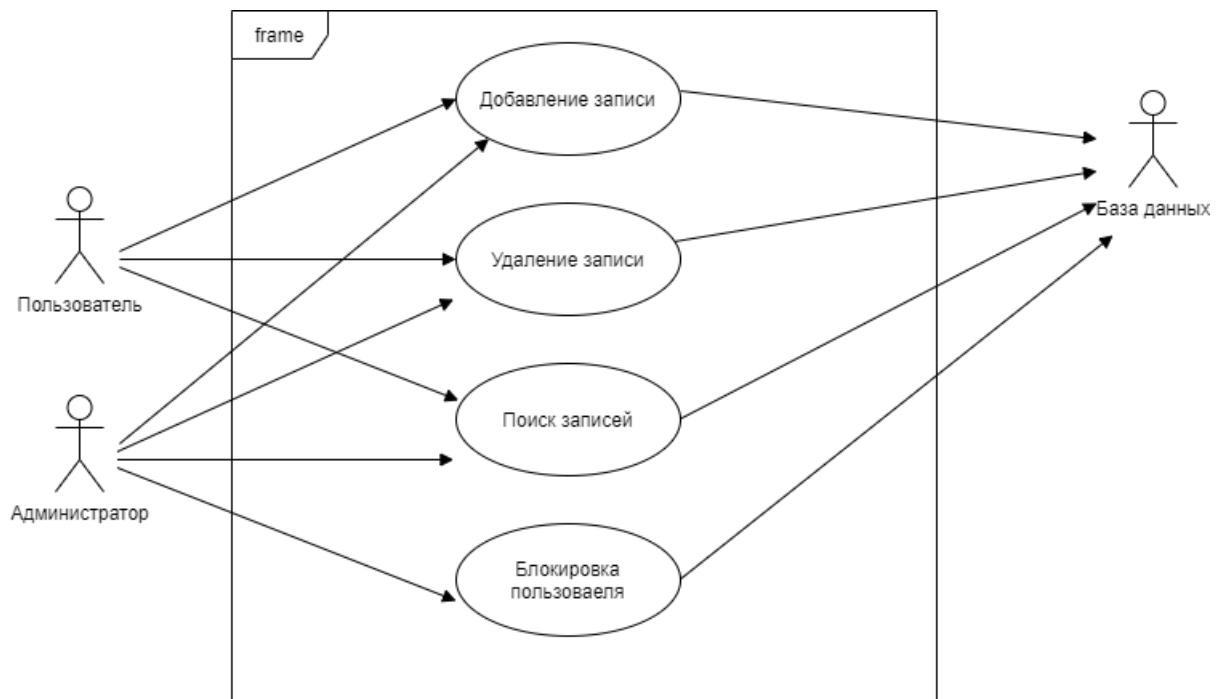 frame
Добавление записи
База данных
Удаление записи
Пользователь
Поиск записей
Администратор
Блокировка
пользоваеля